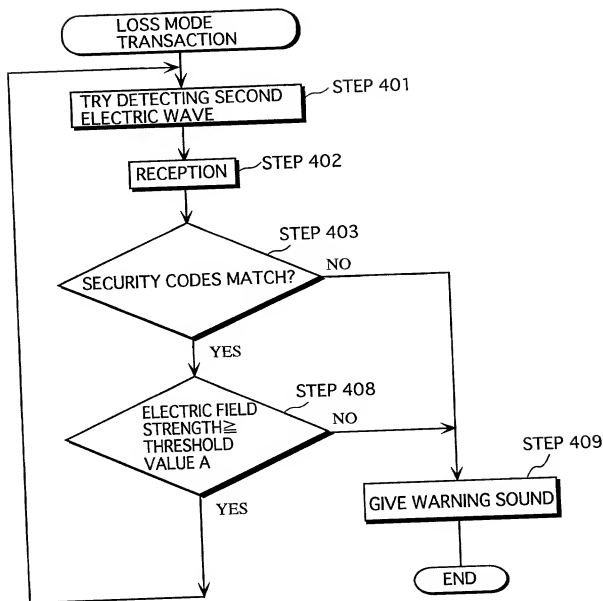 LOSS MODE
TRANSACTION
STEP 401
TRY DETECTING SECOND
ELECTRIC WAVE
STEP 402
RECEPTION
STEP 403
SECURITY CODES MATCH?
NO
YES
STEP 408
ELECTRIC FIELD
STRENGTH≧
THRESHOLD
VALUE A
NO
YES
STEP 409
GIVE WARNING SOUND
END